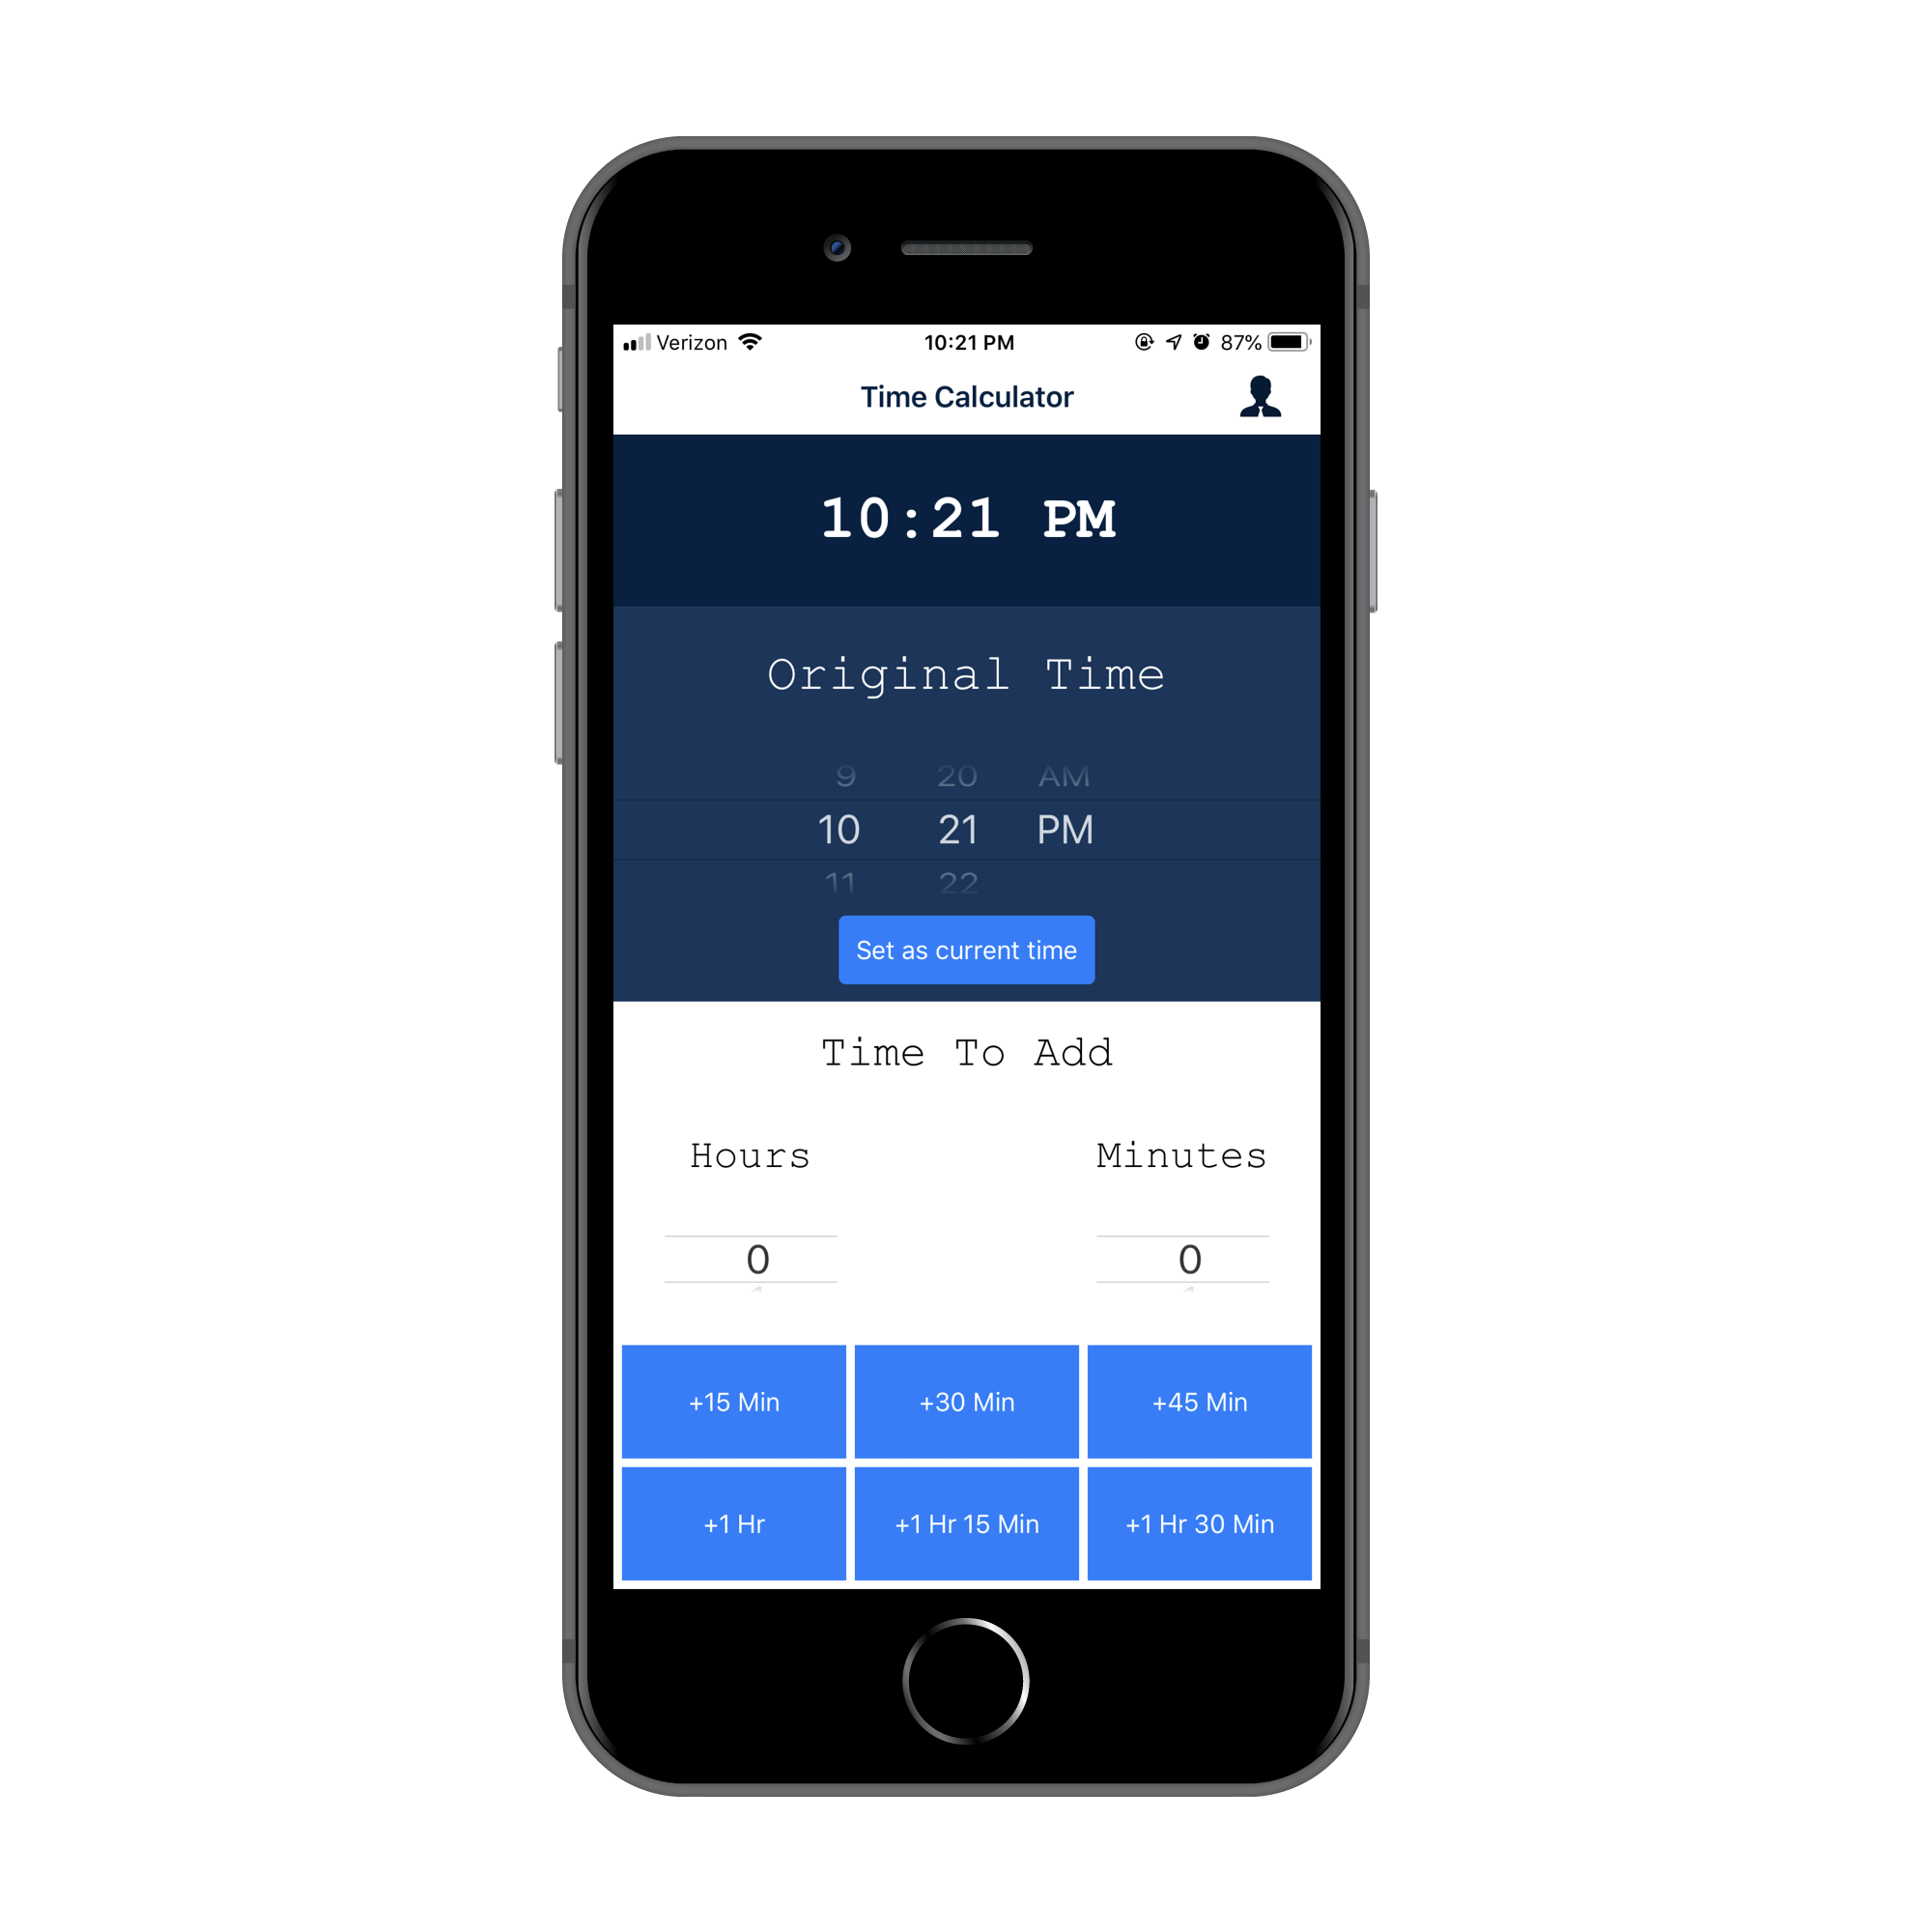 Verizon 10:21 PM 87%
Time Calculator
10:21 PM
Original Time
9 20 AM
10 21 PM
11 22
Set as current time
Time To Add
Hours Minutes
0 0
1 1
+15 Min +30 Min +45 Min
+1 Hr +1 Hr 15 Min +1 Hr 30 Min